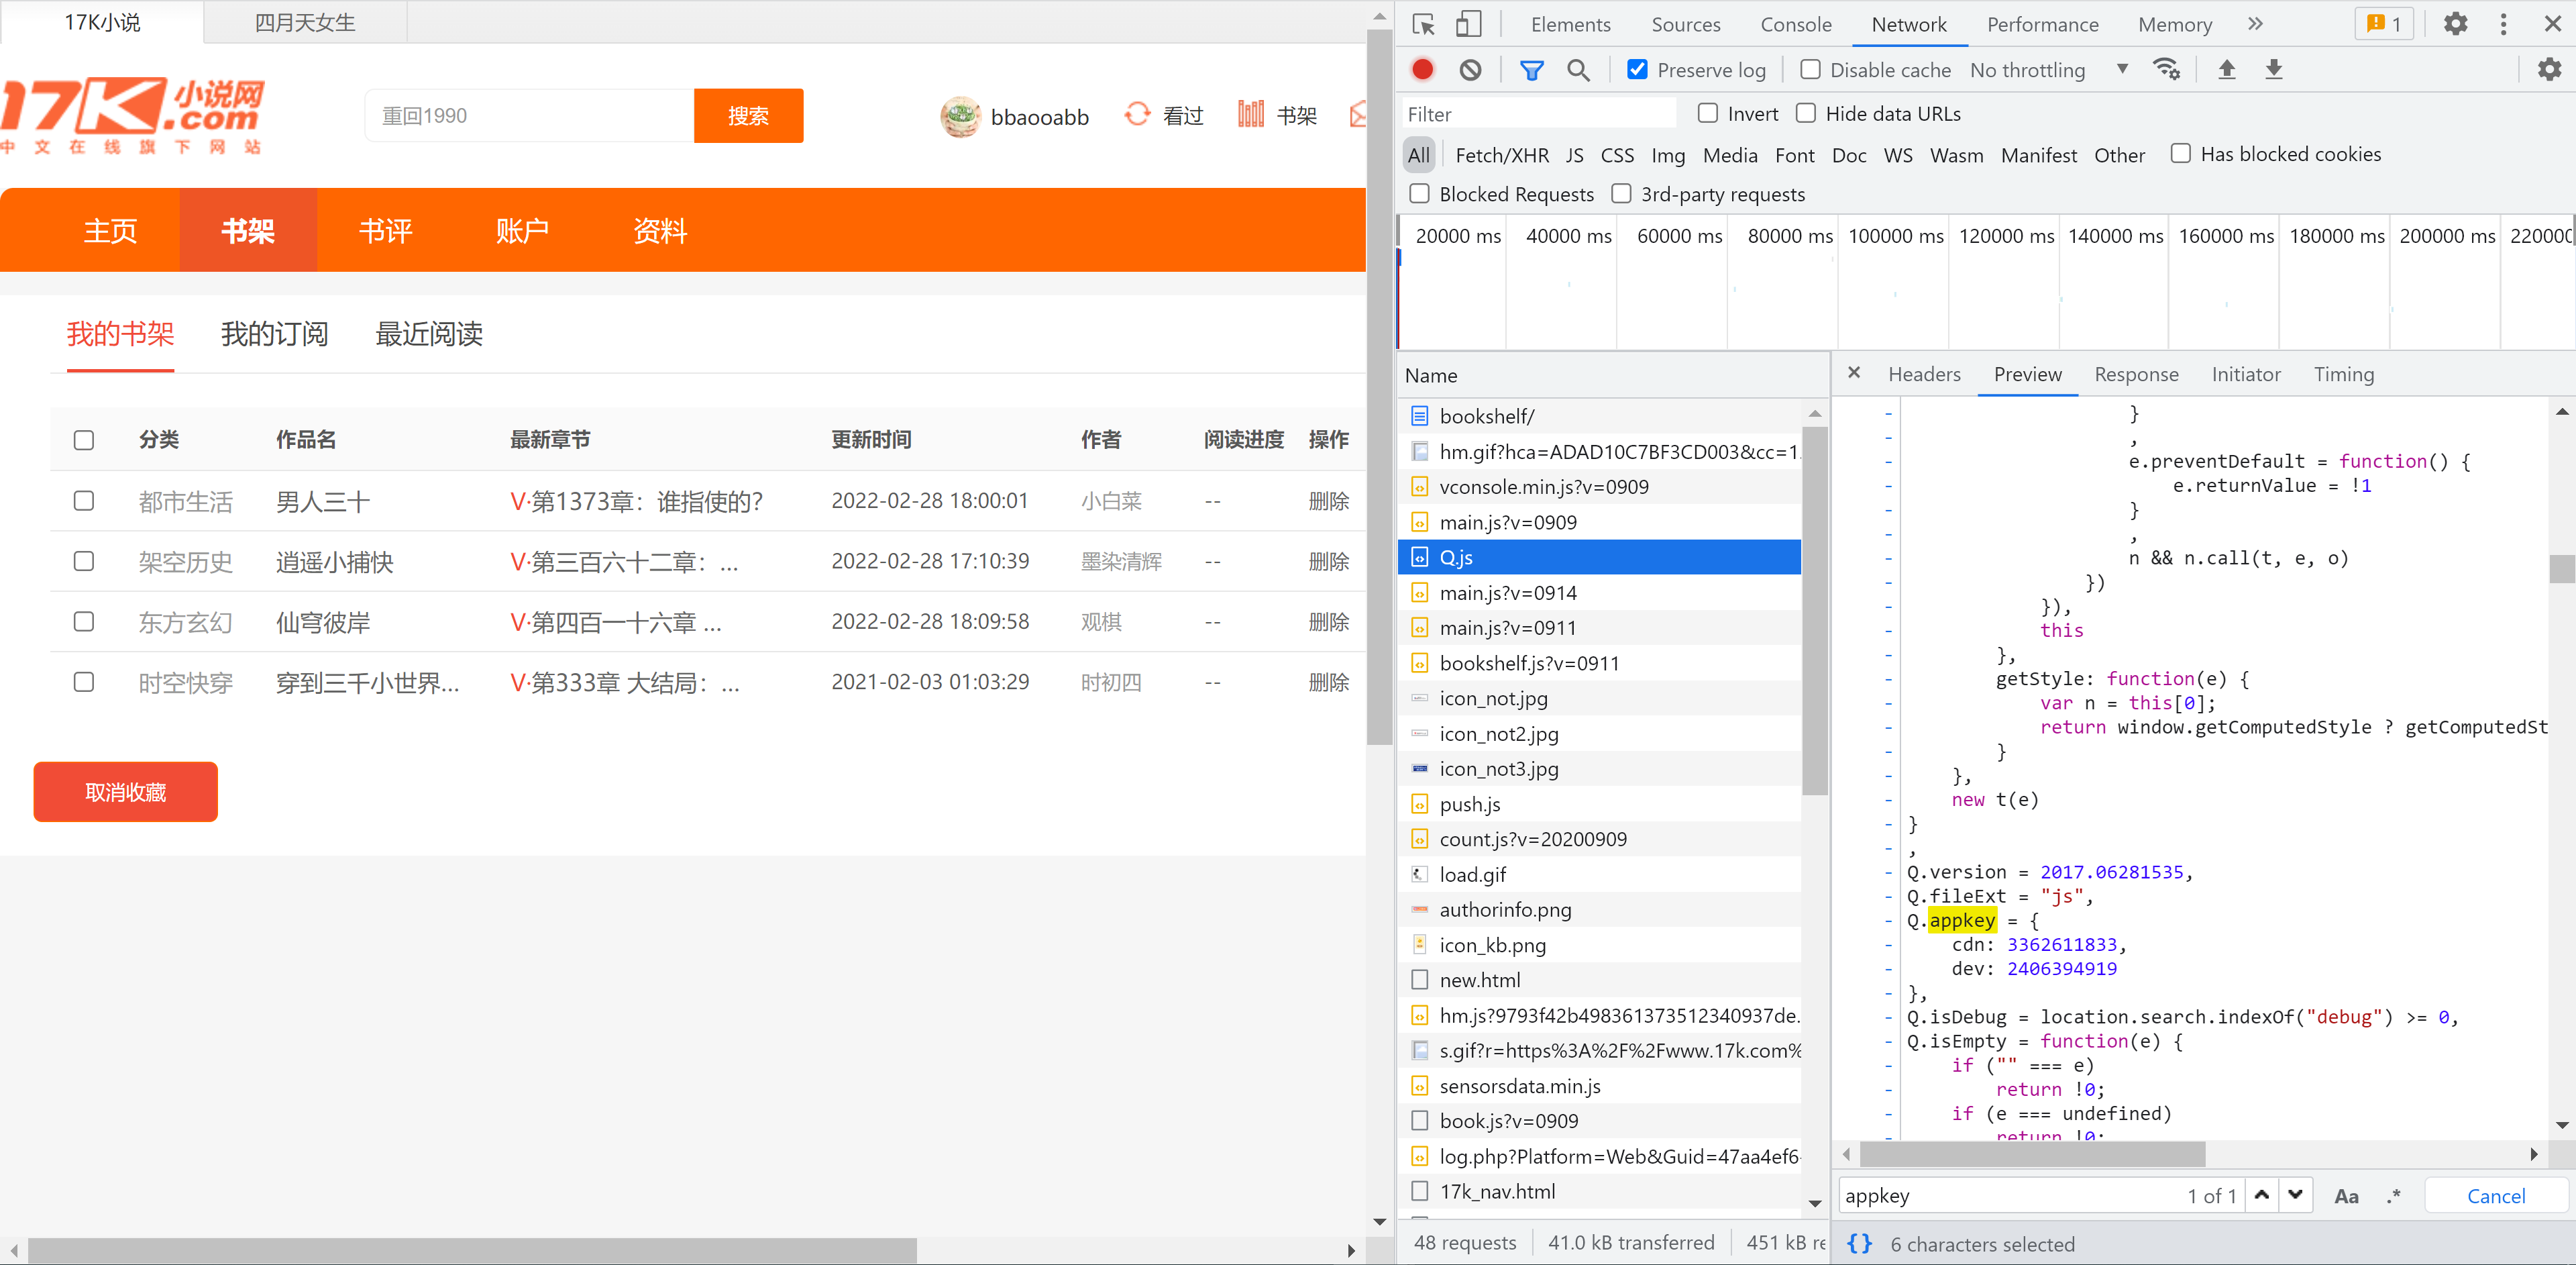 17K小说 四月天女生
17K小说网
.com
中文在线旗下网站
重回1990 搜索
bbaooabb 看过 书架
主页 书架 书评 账户 资料
我的书架 我的订阅 最近阅读
分类 作品名 最新章节 更新时间 作者 阅读进度 操作
都市生活 男人三十 V·第1373章：谁指使的? 2022-02-28 18:00:01 小白菜 -- 删除
架空历史 逍遥小捕快 V·第三百六十二章：... 2022-02-28 17:10:39 墨染清辉 -- 删除
东方玄幻 仙穹彼岸 V·第四百一十六章 ... 2022-02-28 18:09:58 观棋 -- 删除
时空快穿 穿到三千小世界... V·第333章 大结局：... 2021-02-03 01:03:29 时初四 -- 删除
取消收藏
Elements Sources Console Network Performance Memory 1
Preserve log Disable cache No throttling
Filter Invert Hide data URLs
All Fetch/XHR JS CSS Img Media Font Doc WS Wasm Manifest Other Has blocked cookies
Blocked Requests 3rd-party requests
20000 ms 40000 ms 60000 ms 80000 ms 100000 ms 120000 ms 140000 ms 160000 ms 180000 ms 200000 ms 220000
Name
bookshelf/
hm.gif?hca=ADAD10C7BF3CD003&cc=1.
vconsole.min.js?v=0909
main.js?v=0909
Q.js
main.js?v=0914
main.js?v=0911
bookshelf.js?v=0911
icon_not.jpg
icon_not2.jpg
icon_not3.jpg
push.js
count.js?v=20200909
load.gif
authorinfo.png
icon_kb.png
new.html
hm.js?9793f42b498361373512340937de.
s.gif?r=https%3A%2F%2Fwww.17k.com%
sensorsdata.min.js
book.js?v=0909
log.php?Platform=Web&Guid=47aa4ef6-
17k_nav.html
48 requests 41.0 kB transferred 451 kB re
Headers Preview Response Initiator Timing
}
,
e.preventDefault = function() {
e.returnValue = !1
}
,
n && n.call(t, e, o)
})
}),
this
},
getStyle: function(e) {
var n = this[0];
return window.getComputedStyle ? getComputedSt
}
},
new t(e)
}
,
Q.version = 2017.06281535,
Q.fileExt = "js",
Q.appkey = {
cdn: 3362611833,
dev: 2406394919
},
Q.isDebug = location.search.indexOf("debug") >= 0,
Q.isEmpty = function(e) {
if ("" === e)
return !0;
if (e === undefined)
return !0;
appkey 1 of 1 Aa .* Cancel
{} 6 characters selected